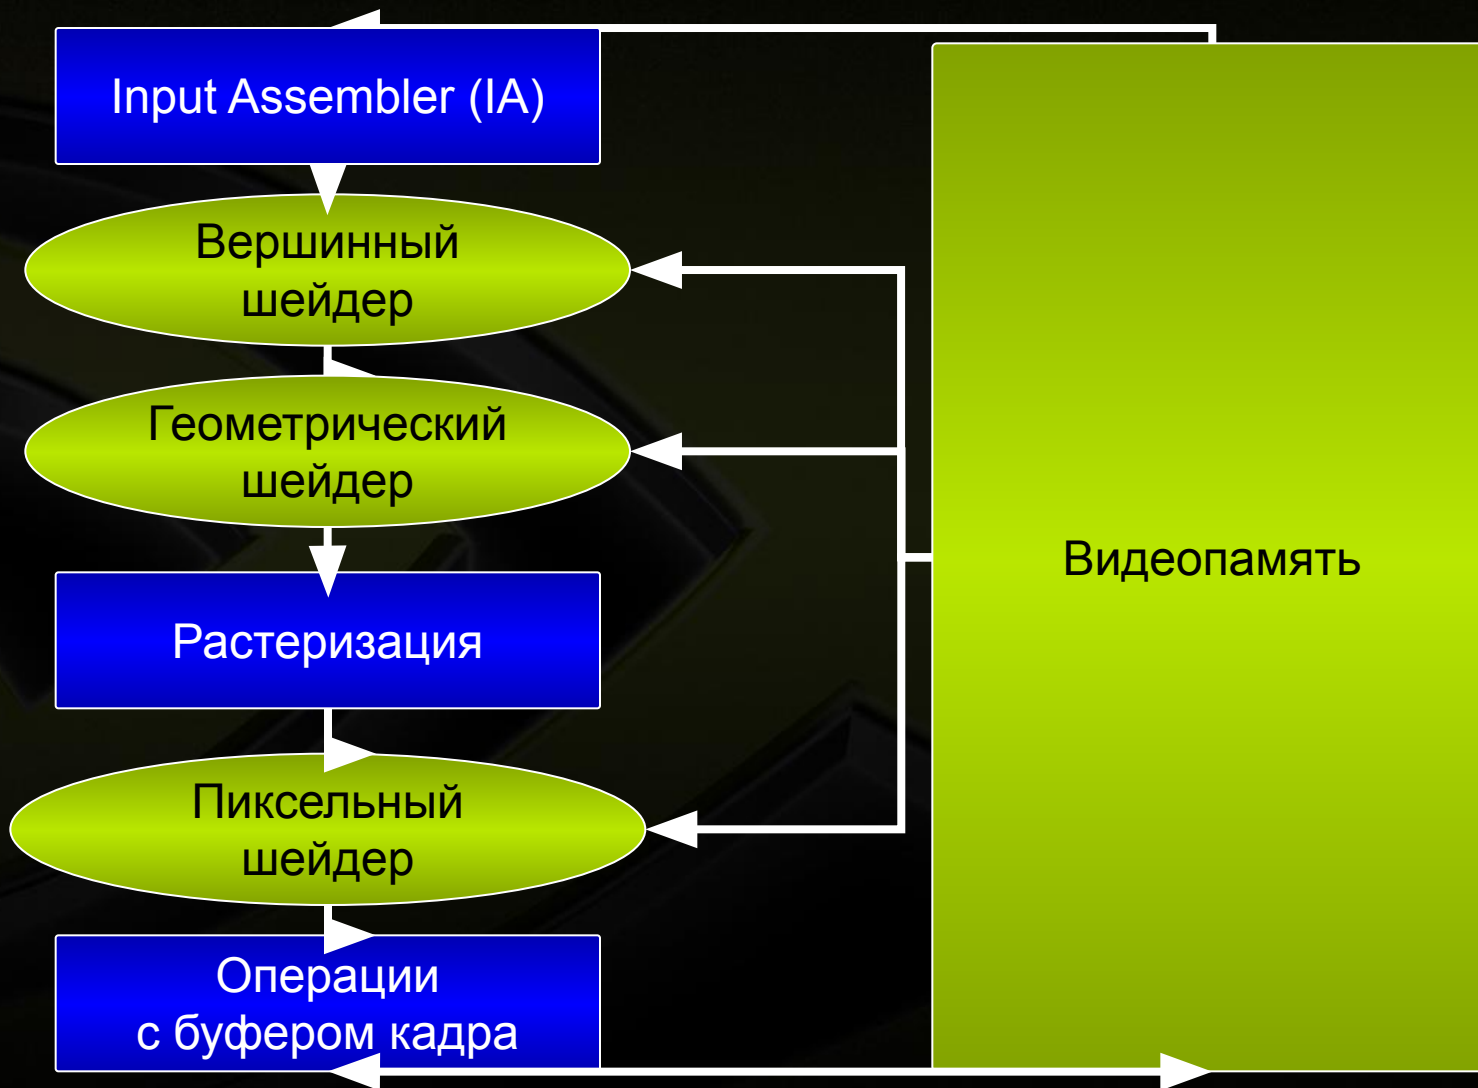 Input Assembler (IA)
Вершинный
шейдер
Геометрический
шейдер
Растеризация
Пиксельный
шейдер
Операции
с буфером кадра
Видеопамять